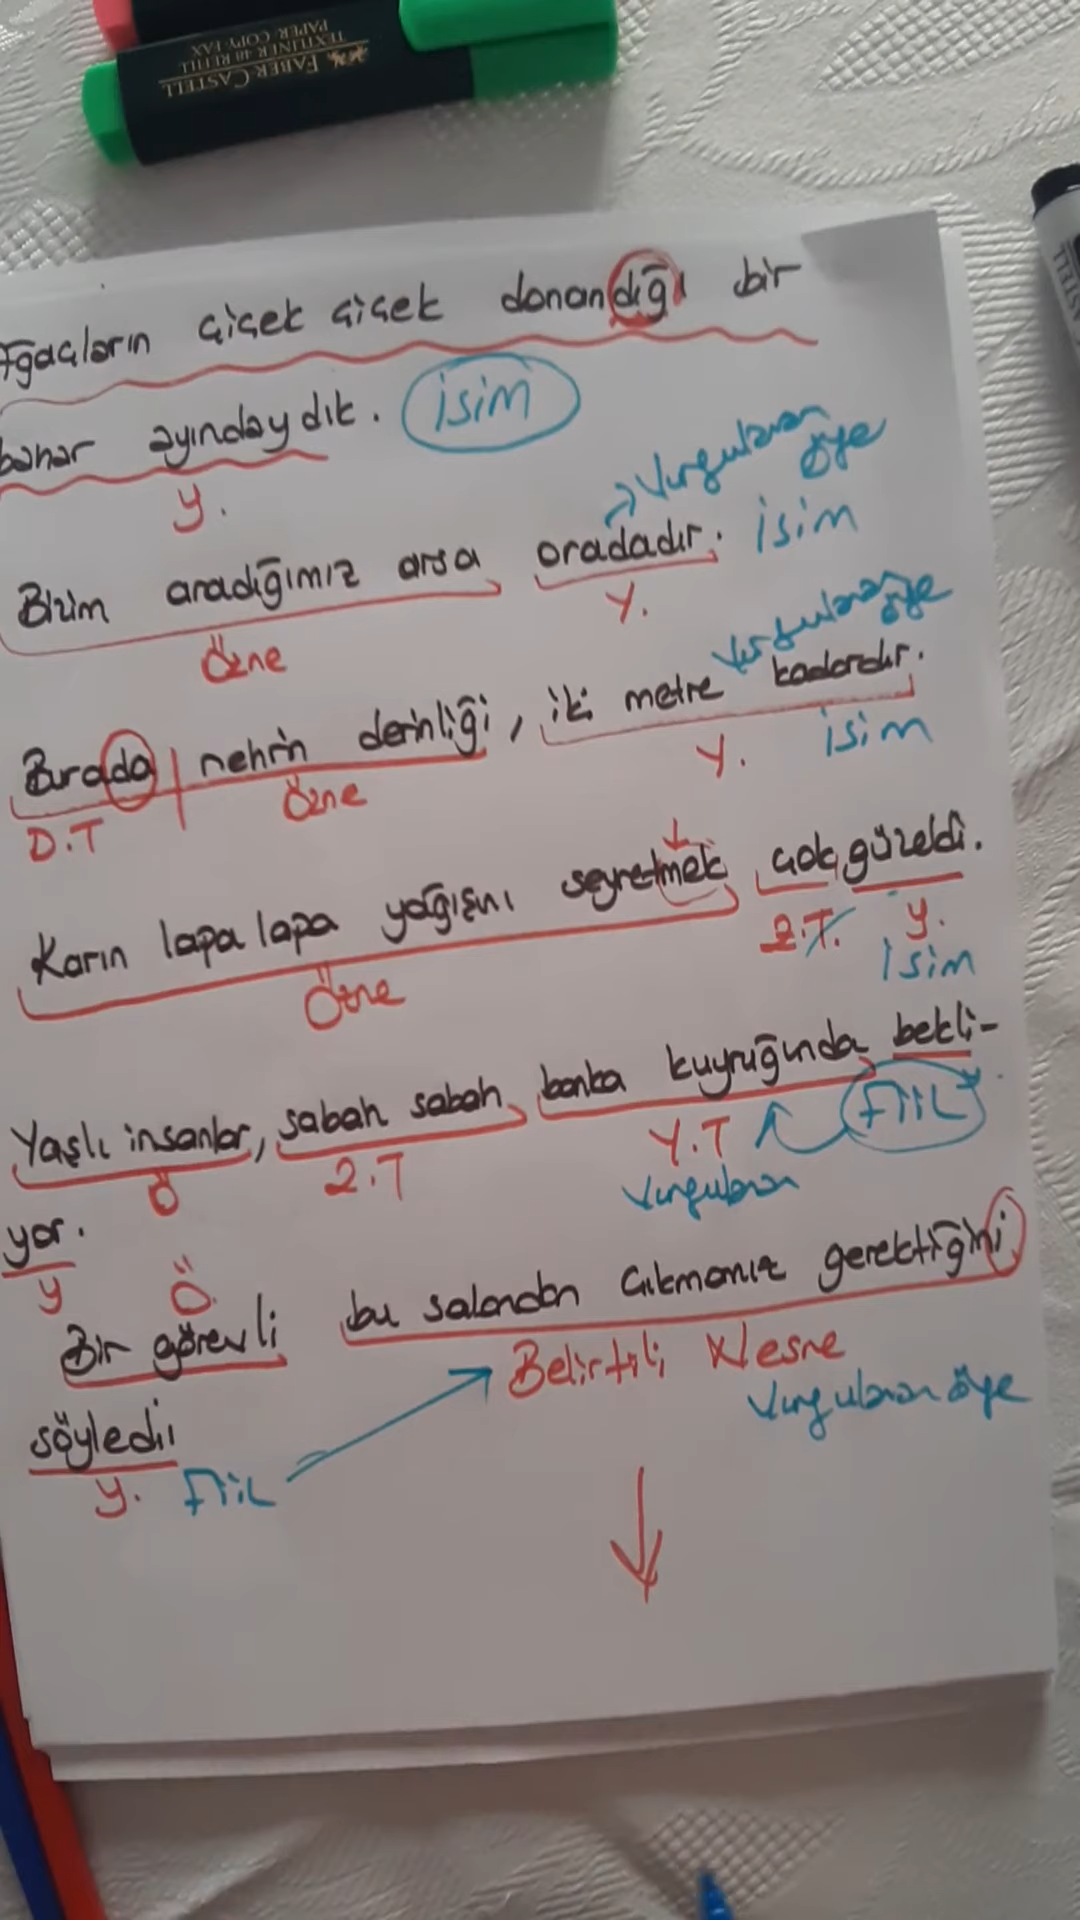 FABER CASTELL
TEXTLINER 48 REFILL
PAPER COPY FAX
Ağaçların çiçek çiçek donandığı bir
bahar ayındaydık. isim
y.
Vurgulanan
öğe
Bizim aradığımız arsa oradadır. isim
Özne y.
Vurgulanan öğe
Burada nehrin derinliği, iki metre kadardır.
D.T Özne y. isim
Karın lapa lapa yağışını seyretmek çok güzeldi.
Özne Z.T. y.
isim
Yaşlı insanlar, sabah sabah banka kuyruğunda bekli-
Ö Z.T Y.T FİİL
Vurgulanan
yor.
y
Ö
Bir görevli bu salondan çıkmamız gerektiğini
Belirtili Nesne
Vurgulanan öğe
söyledi
y. FİİL